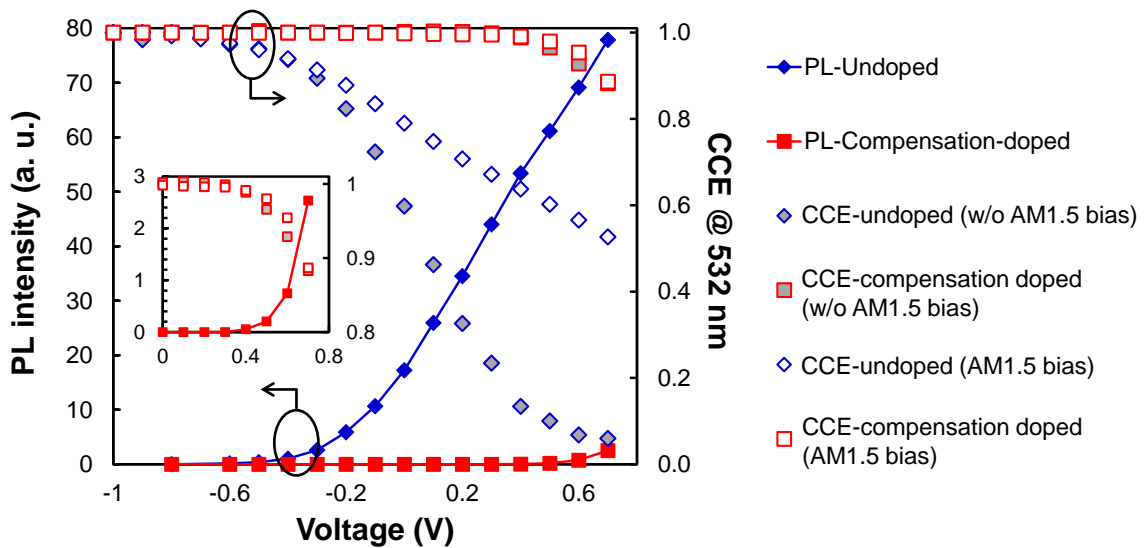 80
70
60
50
40
30
20
10
0
PL intensity (a. u.)
-1
-0.6
-0.2
0.2
0.6
Voltage (V)
1.0
0.8
0.6
0.4
0.2
0.0
CCE @ 532 nm
3
2
1
0
1
0.9
0.8
0
0.4
0.8
PL-Undoped
PL-Compensation-doped
CCE-undoped (w/o AM1.5 bias)
CCE-compensation doped
(w/o AM1.5 bias)
CCE-undoped (AM1.5 bias)
CCE-compensation doped
(AM1.5 bias)